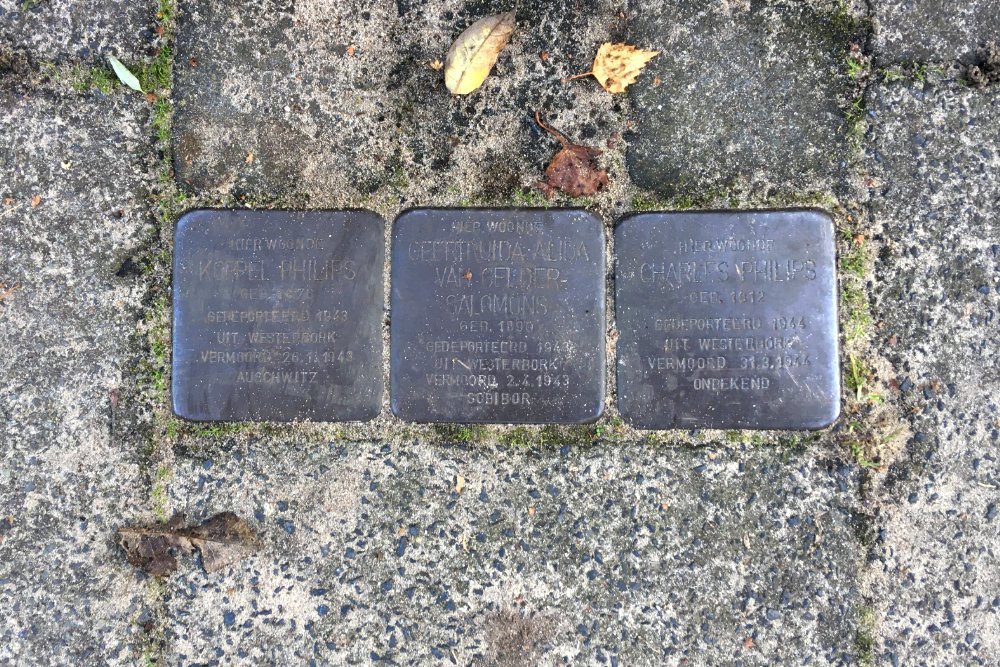 HIER WOONDE
KOPPEL PHILIPS
GEB.
GEDEPORTEERD 1943
UIT WESTERBORK
VERMOORD 26.1.1943
AUSCHWITZ
HIER WOONDE
GEERTRUIDA ALIDA
VAN GELDER-
SALOMONS
GEB. 1890
GEDEPORTEERD 1943
UIT WESTERBORK
VERMOORD 2.4.1943
SOBIBOR
HIER WOONDE
CHARLES PHILIPS
GEB. 1912
GEDEPORTEERD 1944
UIT WESTERBORK
VERMOORD 31.3.1944
ONBEKEND